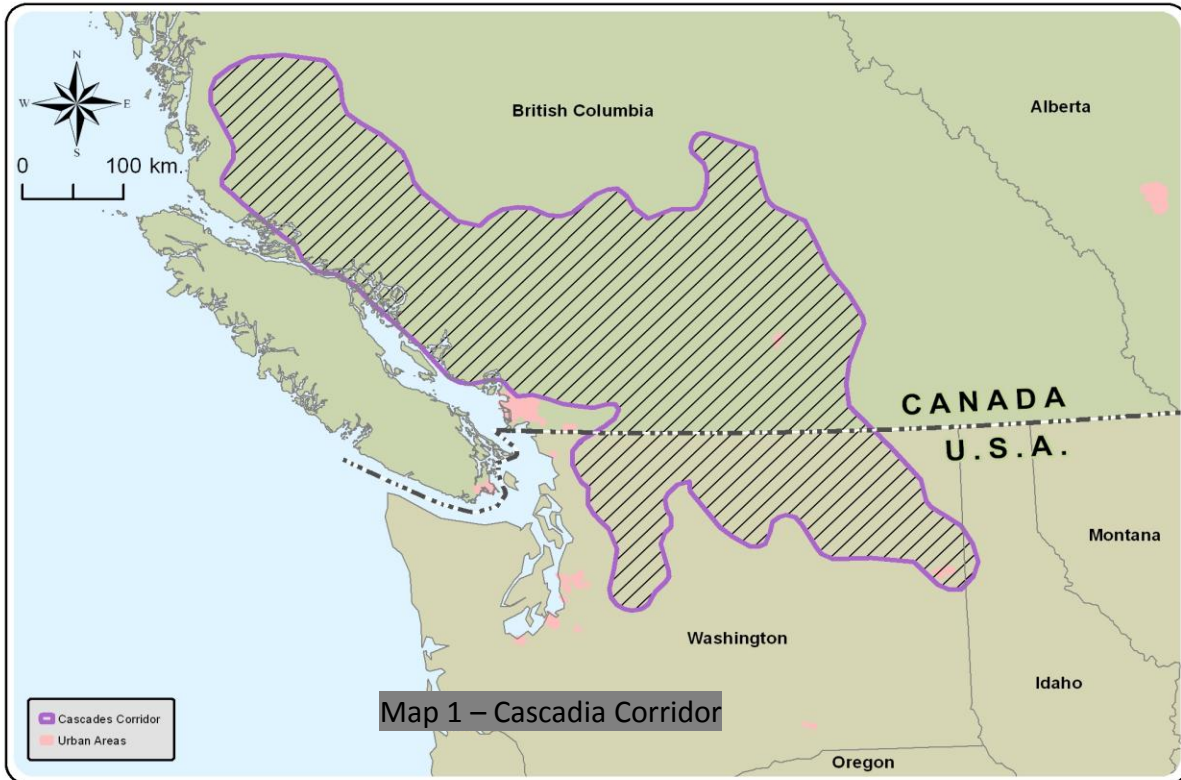 N
W
E
S
0 100 km.
British Columbia
Alberta
CANADA
U.S.A.
Montana
Washington
Idaho
Oregon
Map 1 – Cascadia Corridor
Cascades Corridor
Urban Areas